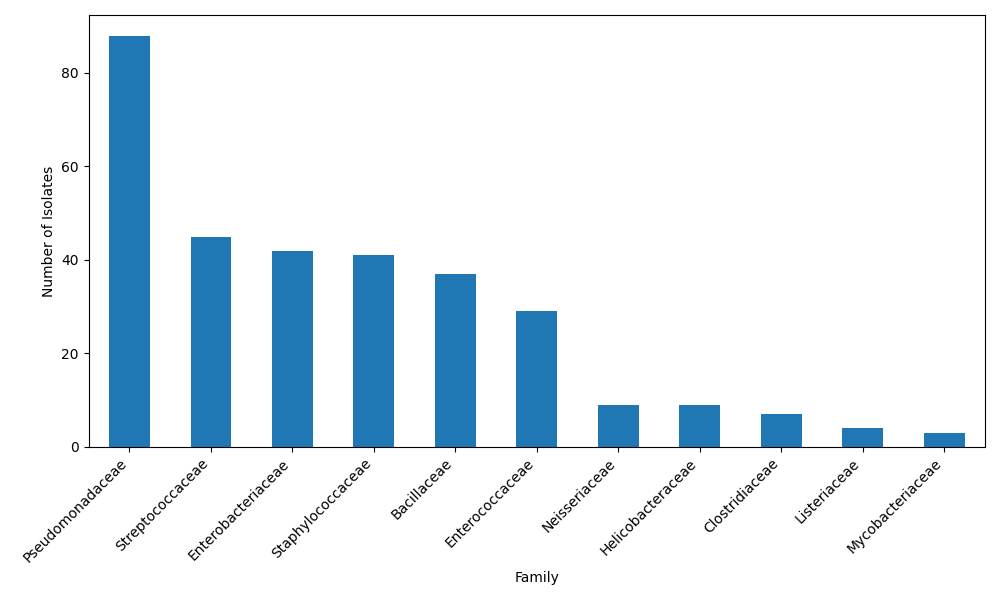 80
60
40
20
0
Number of Isolates
Pseudomonadaceae
Streptococcaceae
Enterobacteriaceae
Staphylococcaceae
Bacillaceae
Enterococcaceae
Neisseriaceae
Helicobacteraceae
Clostridiaceae
Listeriaceae
Mycobacteriaceae
Family